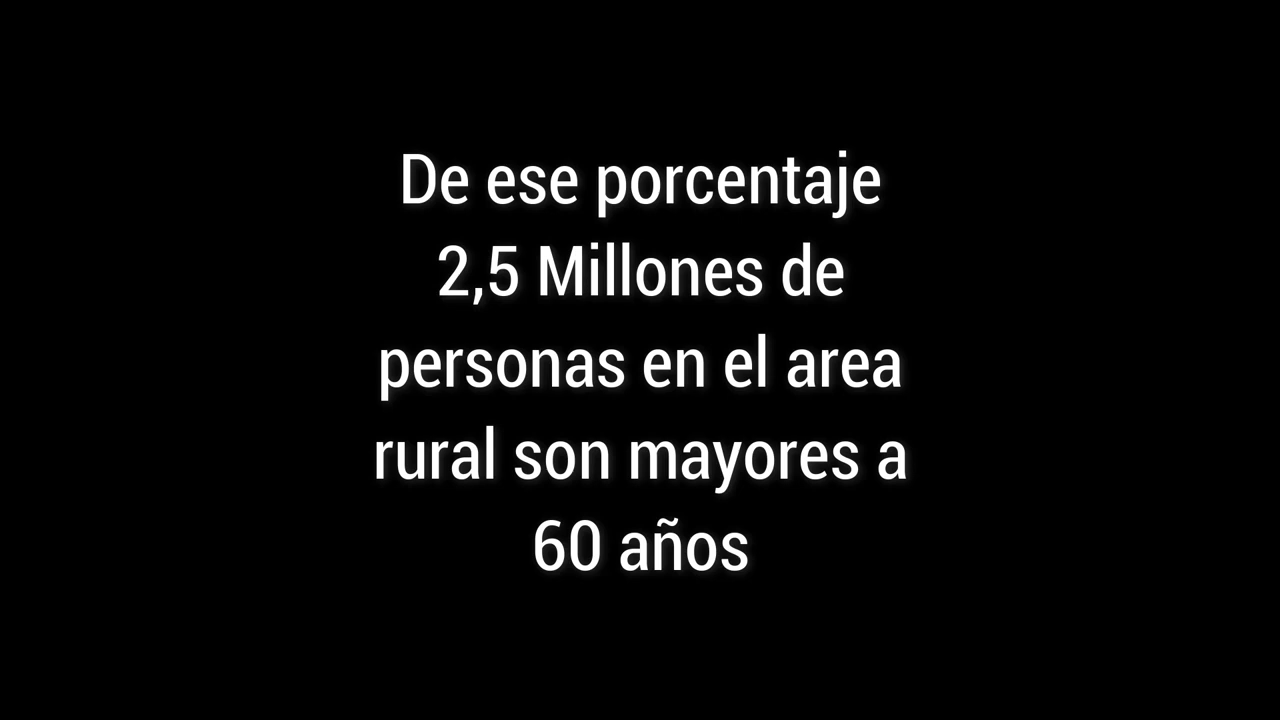 De ese porcentaje
2,5 Millones de
personas en el area
rural son mayores a
60 años